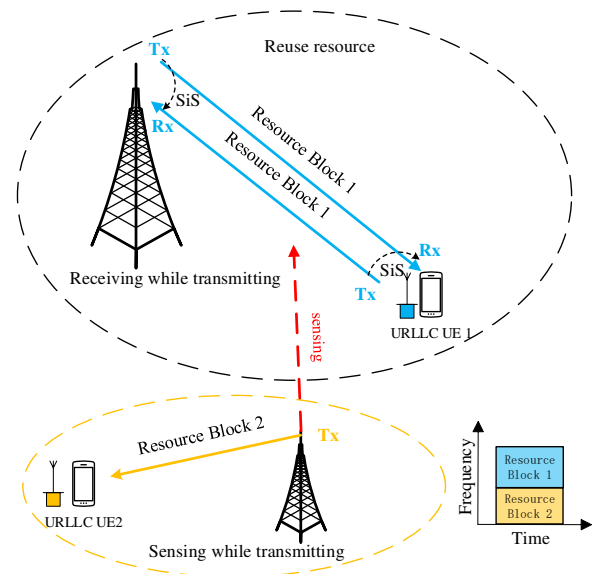 Tx
Reuse resource
SiS
Rx
Resource Block 1
Resource Block 1
Rx
SiS
Tx
Receiving while transmitting
URLLC UE 1
sensing
Resource Block 2
Tx
URLLC UE2
Sensing while transmitting
Frequency
Resource
Block 1
Resource
Block 2
Time